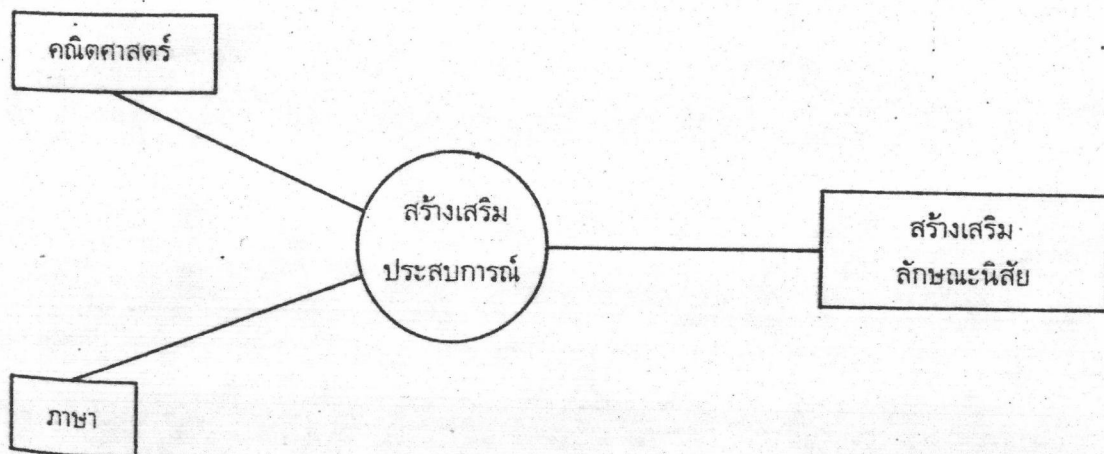 คณิตศาสตร์
สร้างเสริม
ประสบการณ์
สร้างเสริม
ลักษณะนิสัย
ภาษา